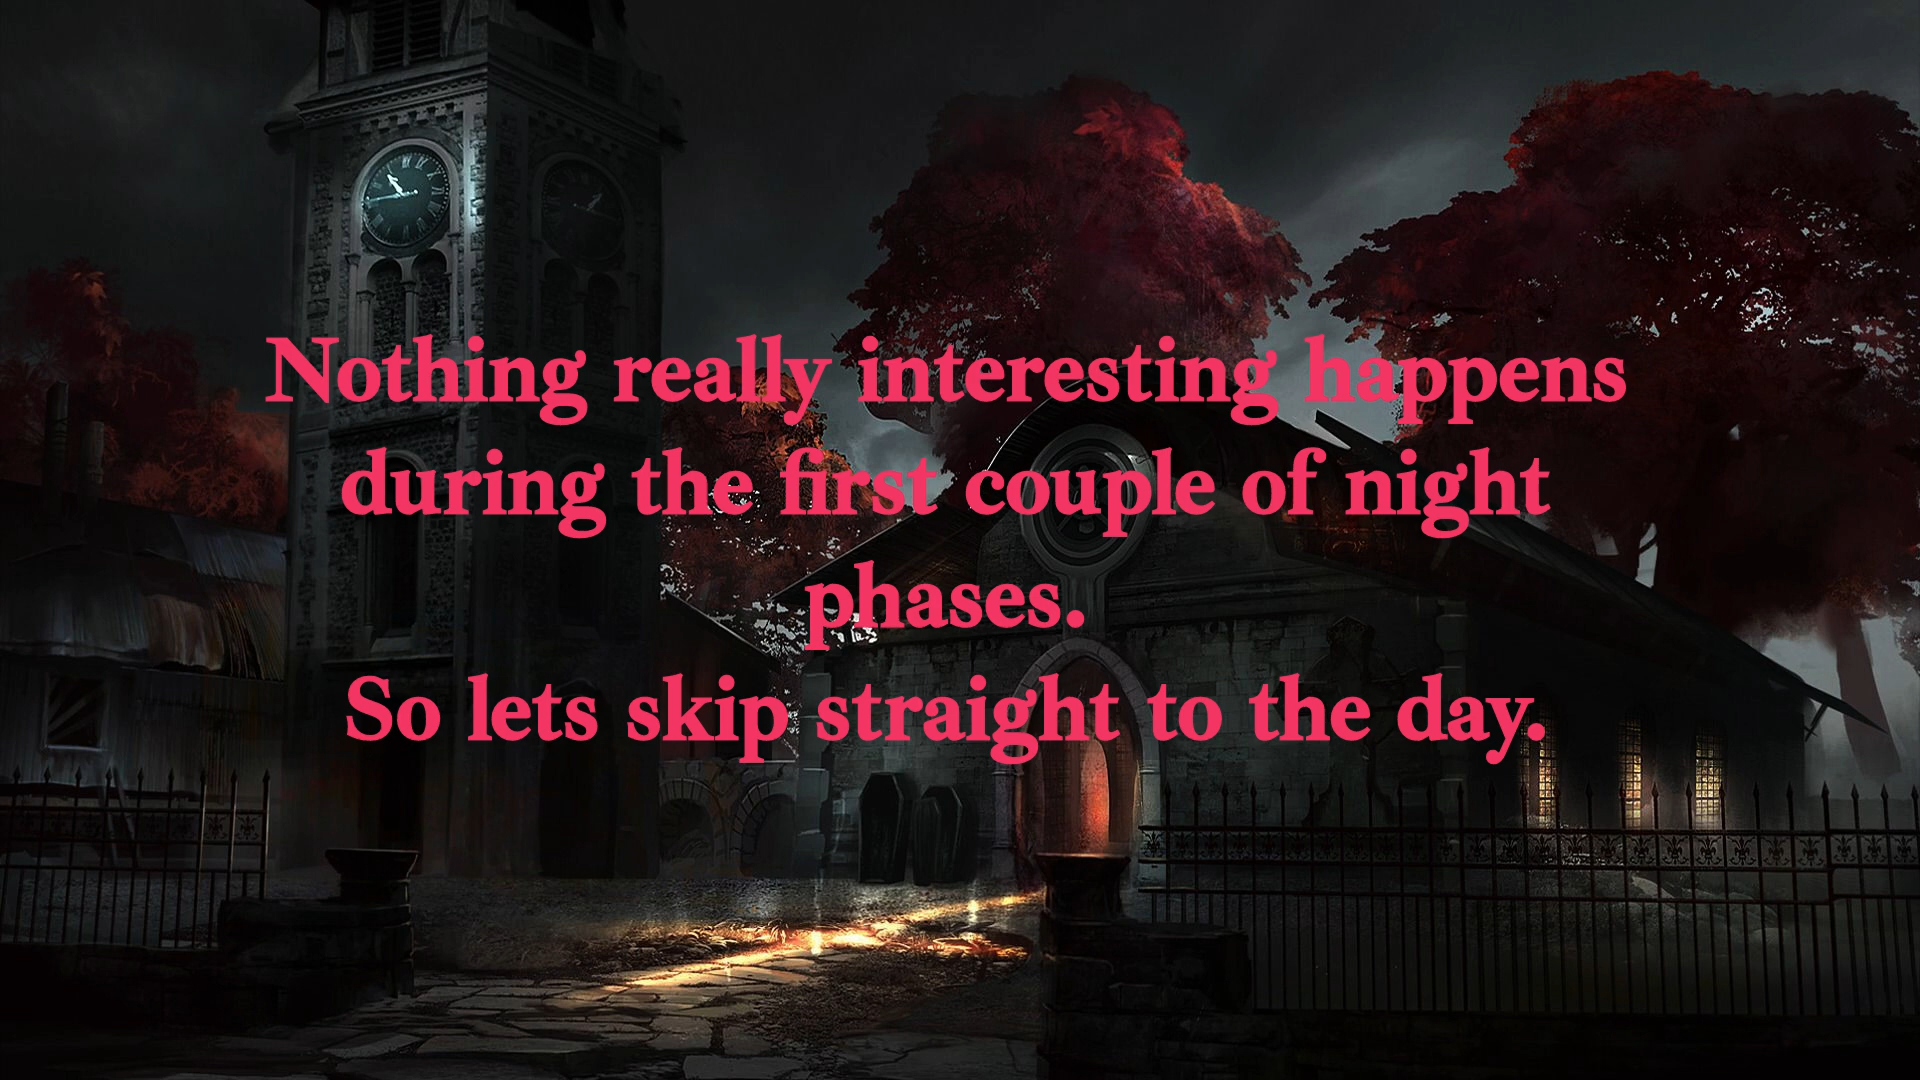 Nothing really interesting happens
during the first couple of night
phases.
So lets skip straight to the day.